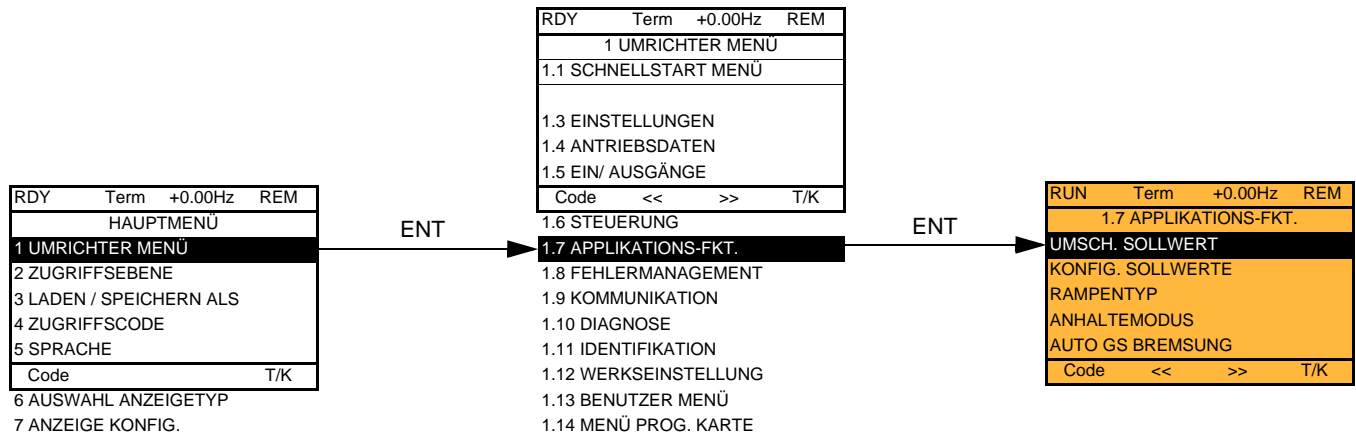 RDY Term +0.00Hz REM
HAUPTMENÜ
1 UMRICHTER MENÜ
2 ZUGRIFFSEBENE
3 LADEN / SPEICHERN ALS
4 ZUGRIFFSCODE
5 SPRACHE
Code T/K
6 AUSWAHL ANZEIGETYP
7 ANZEIGE KONFIG.
ENT
RDY Term +0.00Hz REM
1 UMRICHTER MENÜ
1.1 SCHNELLSTART MENÜ
1.3 EINSTELLUNGEN
1.4 ANTRIEBSDATEN
1.5 EIN/ AUSGÄNGE
Code << >> T/K
1.6 STEUERUNG
1.7 APPLIKATIONS-FKT.
1.8 FEHLERMANAGEMENT
1.9 KOMMUNIKATION
1.10 DIAGNOSE
1.11 IDENTIFIKATION
1.12 WERKSEINSTELLUNG
1.13 BENUTZER MENÜ
1.14 MENÜ PROG. KARTE
ENT
RUN Term +0.00Hz REM
1.7 APPLIKATIONS-FKT.
UMSCH. SOLLWERT
KONFIG. SOLLWERTE
RAMPENTYP
ANHALTEMODUS
AUTO GS BREMSUNG
Code << >> T/K